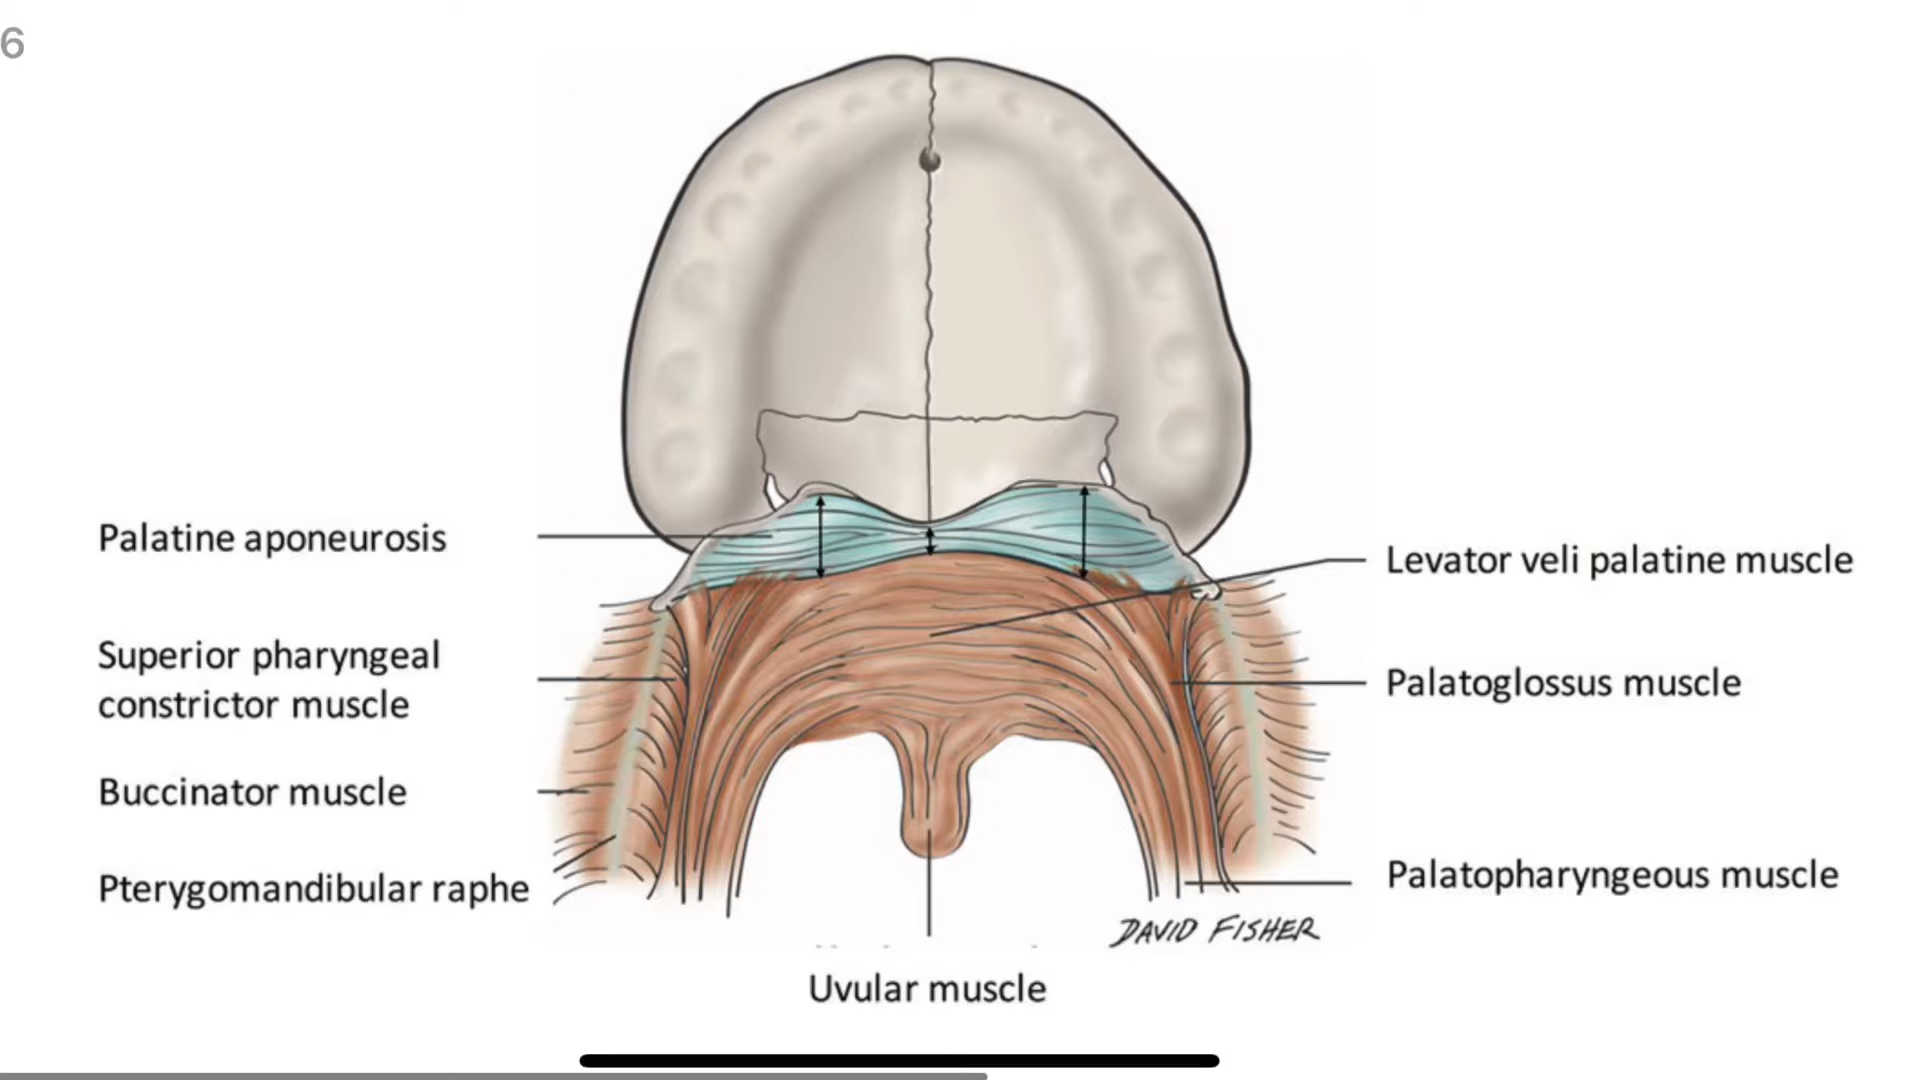 6
Palatine aponeurosis
Levator veli palatine muscle
Superior pharyngeal
constrictor muscle
Palatoglossus muscle
Buccinator muscle
Pterygomandibular raphe
Palatopharyngeous muscle
DAVID FISHER
Uvular muscle